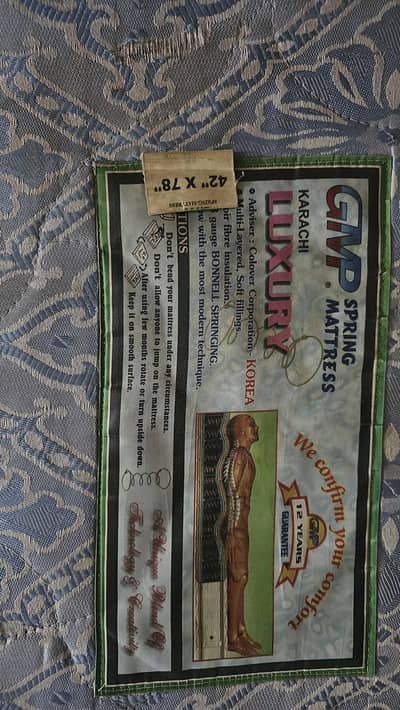 GMP SPRING
MATTRESS
KARACHI
LUXURY
Adviser: Colover Corporation- KOREA
Multi-Layered. Soft fillings.
fibre insulation.
gauge BONNELL SPRINGING.
with the most modern technique.
We confirm your comfort
GMP
12 YEARS
GUARANTEE
42" X 78"
Don't bend your mattress under any circumstances.
Don't allow anyone to jump on the mattress.
After using few months rotate or turn upside down.
Keep it on smooth surface.
A Unique Blend Of
Technology & Creativity